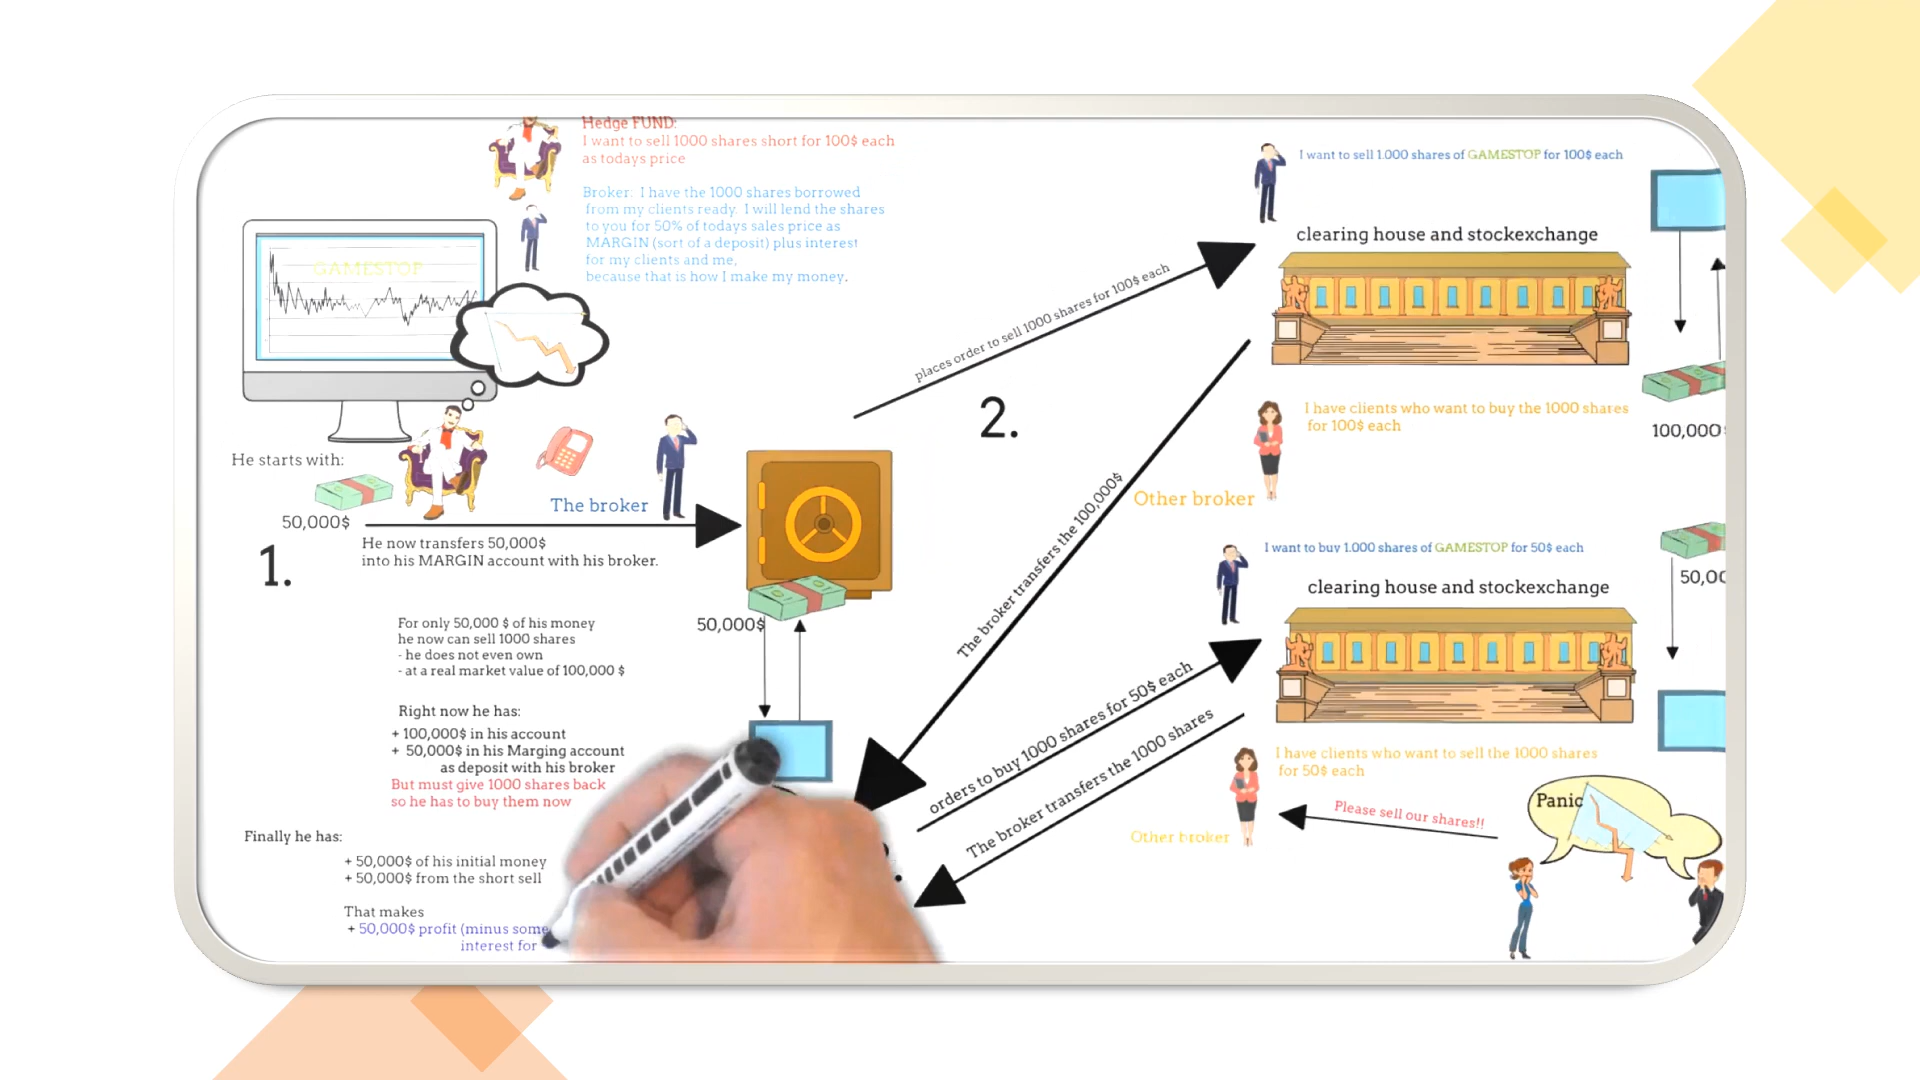 Hedge FUND:
I want to sell 1000 shares short for 100$ each
as todays price
Broker: I have the 1000 shares borrowed
from my clients ready. I will lend the shares
to you for 50% of todays sales price as
MARGIN (sort of a deposit) plus interest
for my clients and me,
because that is how I make my money.
GAMESTOP
He starts with:
50,000$
The broker
1.
He now transfers 50,000$
into his MARGIN account with his broker.
50,000$
For only 50,000 $ of his money
he now can sell 1000 shares
- he does not even own
- at a real market value of 100,000 $
Right now he has:
+ 100,000$ in his account
+ 50,000$ in his Marging account
as deposit with his broker
But must give 1000 shares back
so he has to buy them now
Finally he has:
+ 50,000$ of his initial money
+ 50,000$ from the short sell
That makes
+ 50,000$ profit (minus some
interest for
places order to sell 1000 shares for 100$ each
2.
The broker transfers the 100,000$
I want to sell 1.000 shares of GAMESTOP for 100$ each
clearing house and stockexchange
I have clients who want to buy the 1000 shares
for 100$ each
Other broker
100,000
I want to buy 1.000 shares of GAMESTOP for 50$ each
clearing house and stockexchange
orders to buy 1000 shares for 50$ each
The broker transfers the 1000 shares
I have clients who want to sell the 1000 shares
for 50$ each
Other broker
Please sell our shares!!
Panic